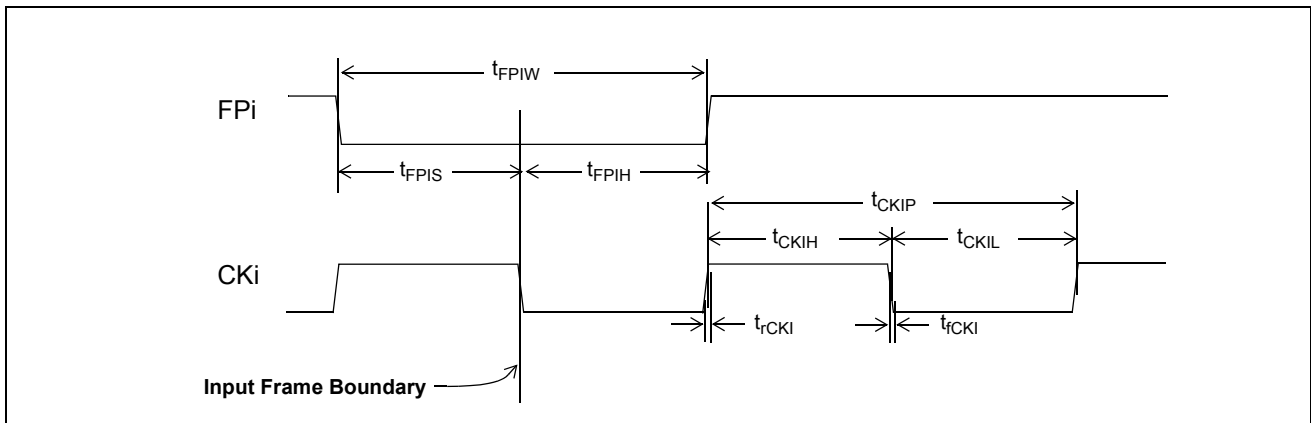 tFPIW
FPi
tFPIS
tFPIH
tCKIP
tCKIH
tCKIL
CKi
trCKI
tfCKI
Input Frame Boundary